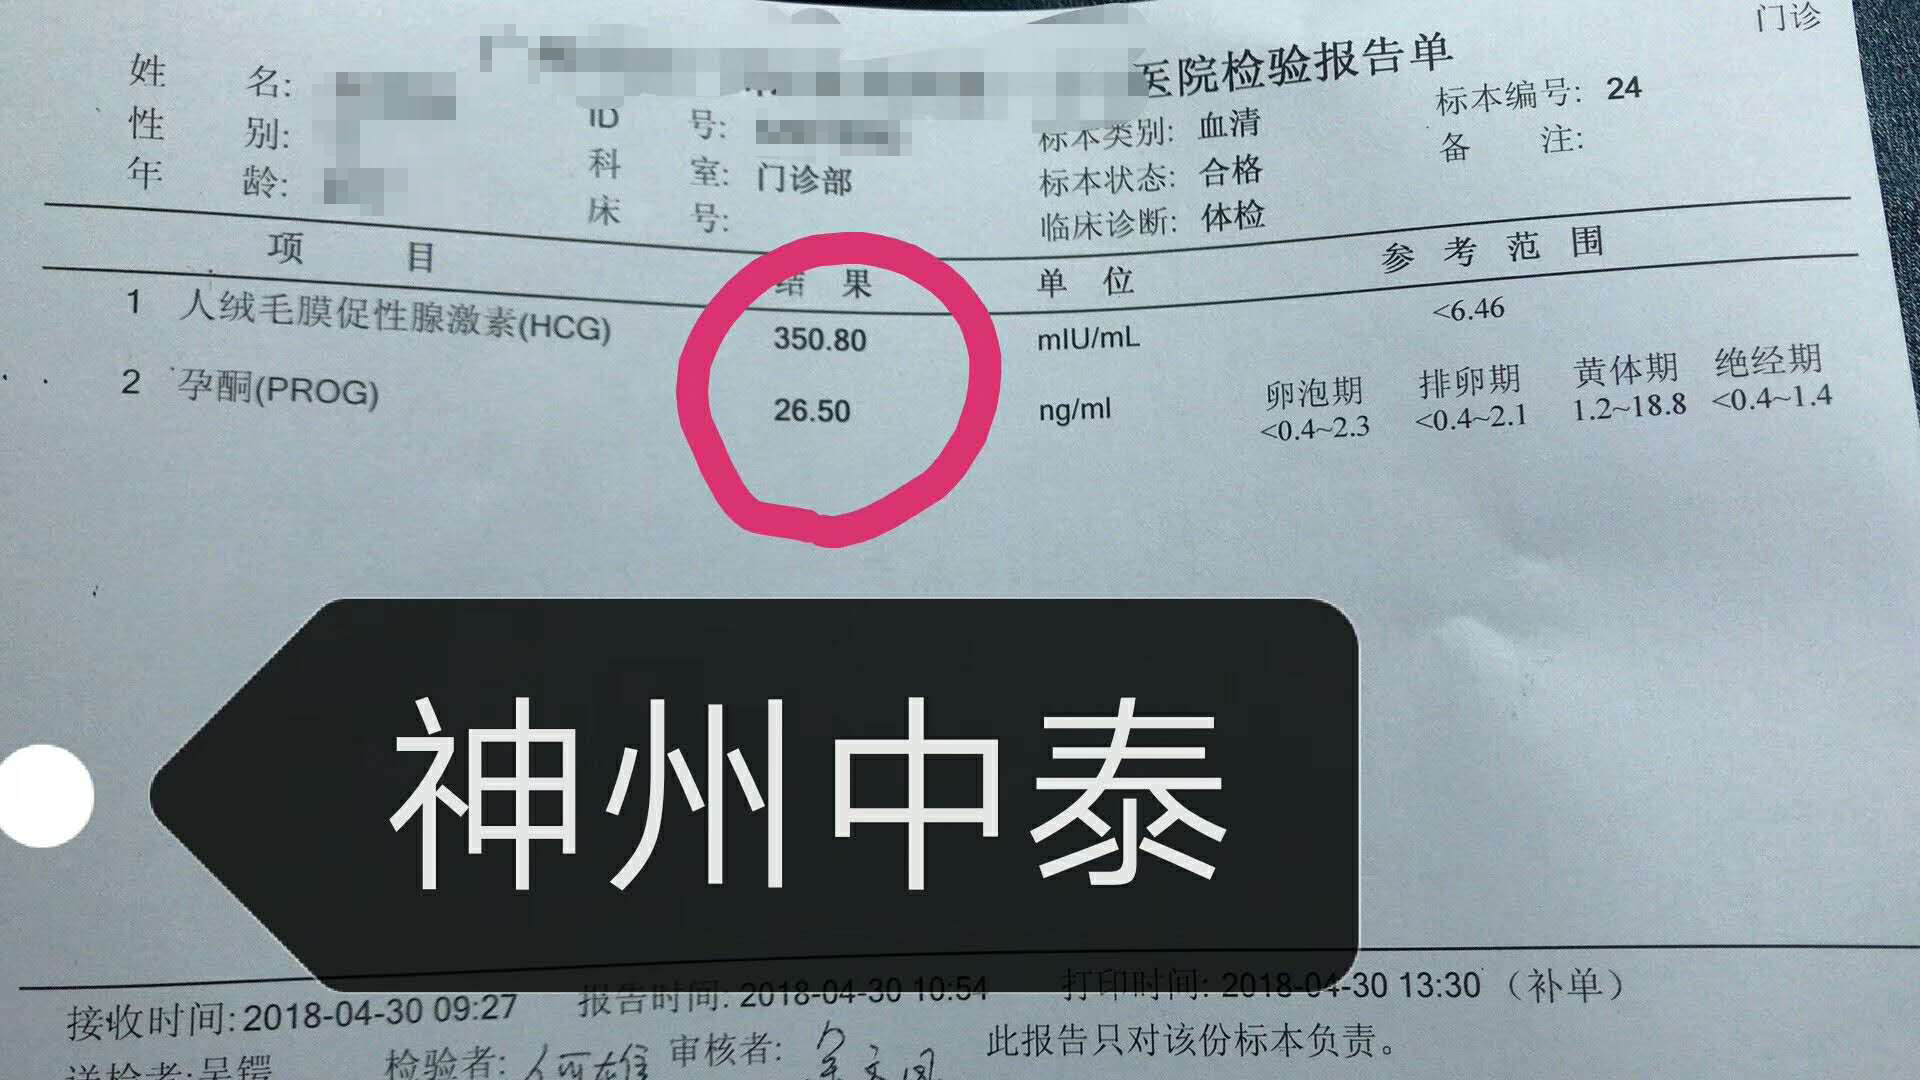 门诊
医院检验报告单
姓 名: ID 号: 标本类别: 血清 标本编号: 24
性 别: 科 室: 门诊部 标本状态: 合格 备 注:
年 龄: 床 号: 临床诊断: 体检
项 目 结 果 单 位 参 考 范 围
1 人绒毛膜促性腺激素(HCG) 350.80 mIU/mL <6.46
2 孕酮(PROG) 26.50 ng/ml 卵泡期 排卵期 黄体期 绝经期
<0.4~2.3 <0.4~2.1 1.2~18.8 <0.4~1.4
神州中泰
接收时间: 2018-04-30 09:27 报告时间: 2018-04-30 10:54 打印时间: 2018-04-30 13:30 （补单）
送检者: 吴锷 检验者: 何雄 审核者: 此报告只对该份标本负责。